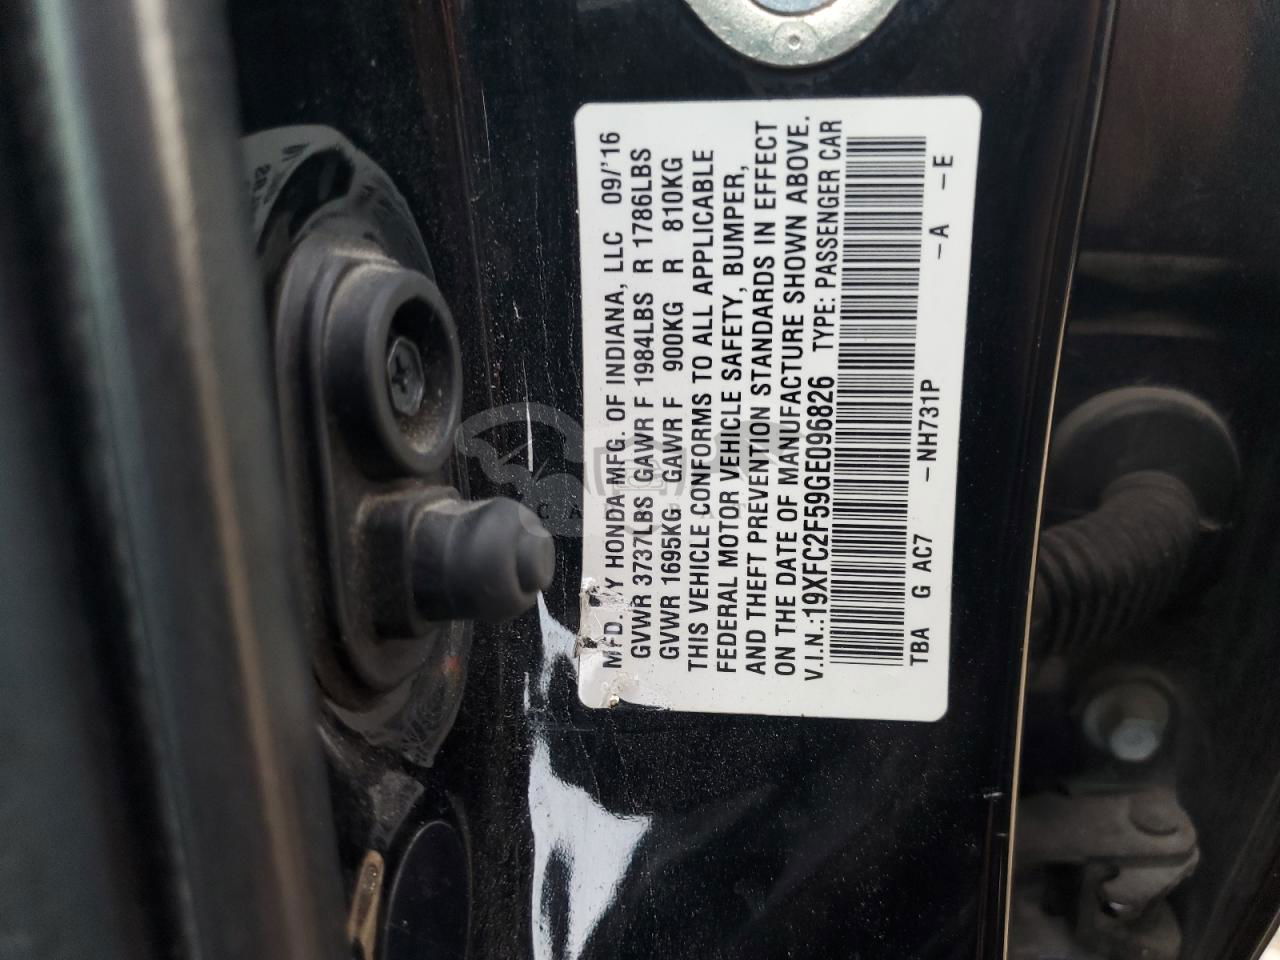 MFD. BY HONDA MFG. OF INDIANA, LLC 09/'16
GVWR 3737LBS GAWR F 1984LBS R 1786LBS
GVWR 1695KG GAWR F 900KG R 810KG
THIS VEHICLE CONFORMS TO ALL APPLICABLE
FEDERAL MOTOR VEHICLE SAFETY, BUMPER,
AND THEFT PREVENTION STANDARDS IN EFFECT
ON THE DATE OF MANUFACTURE SHOWN ABOVE.
V.I.N.:19XFC2F59GE096826 TYPE: PASSENGER CAR
TBA G AC7 -NH731P -A -E